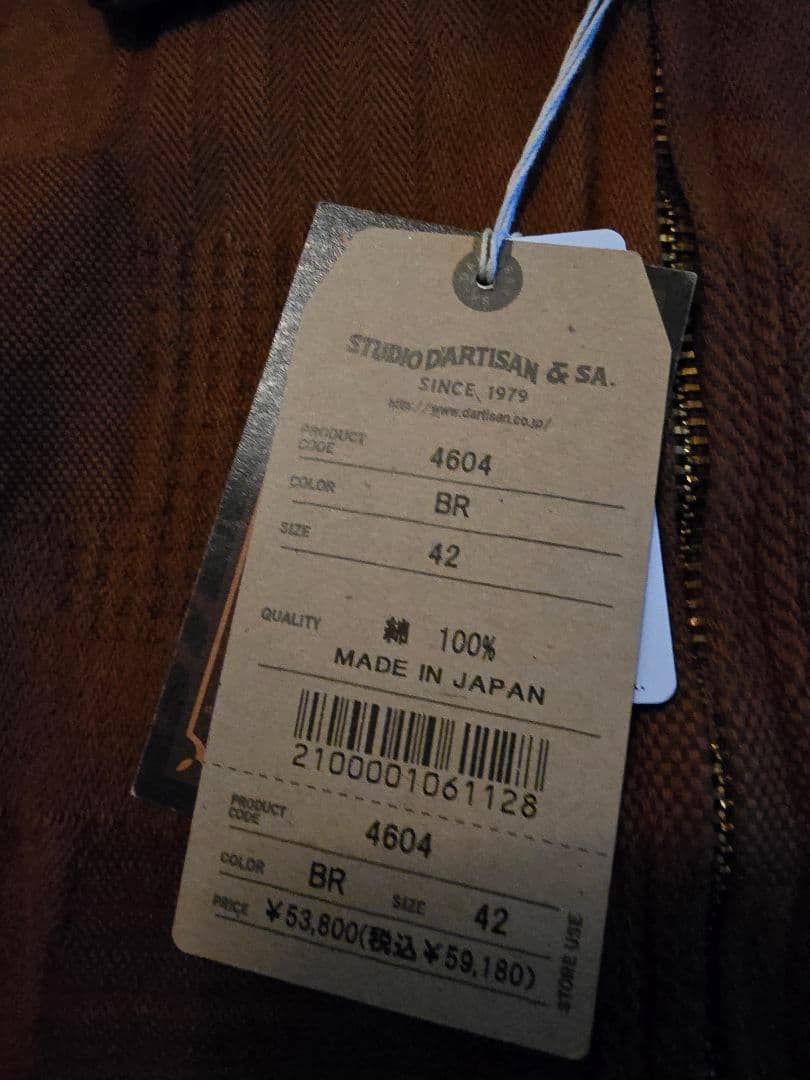 STUDIO D'ARTISAN & SA.
SINCE, 1979
http://www.dartisan.co.jp/
PRODUCT CODE 4604
COLOR BR
SIZE 42
QUALITY 綿 100%
MADE IN JAPAN
2100001061128
PRODUCT CODE 4604
COLOR BR SIZE 42
PRICE ¥53,800(税込¥59,180)
STORE USE